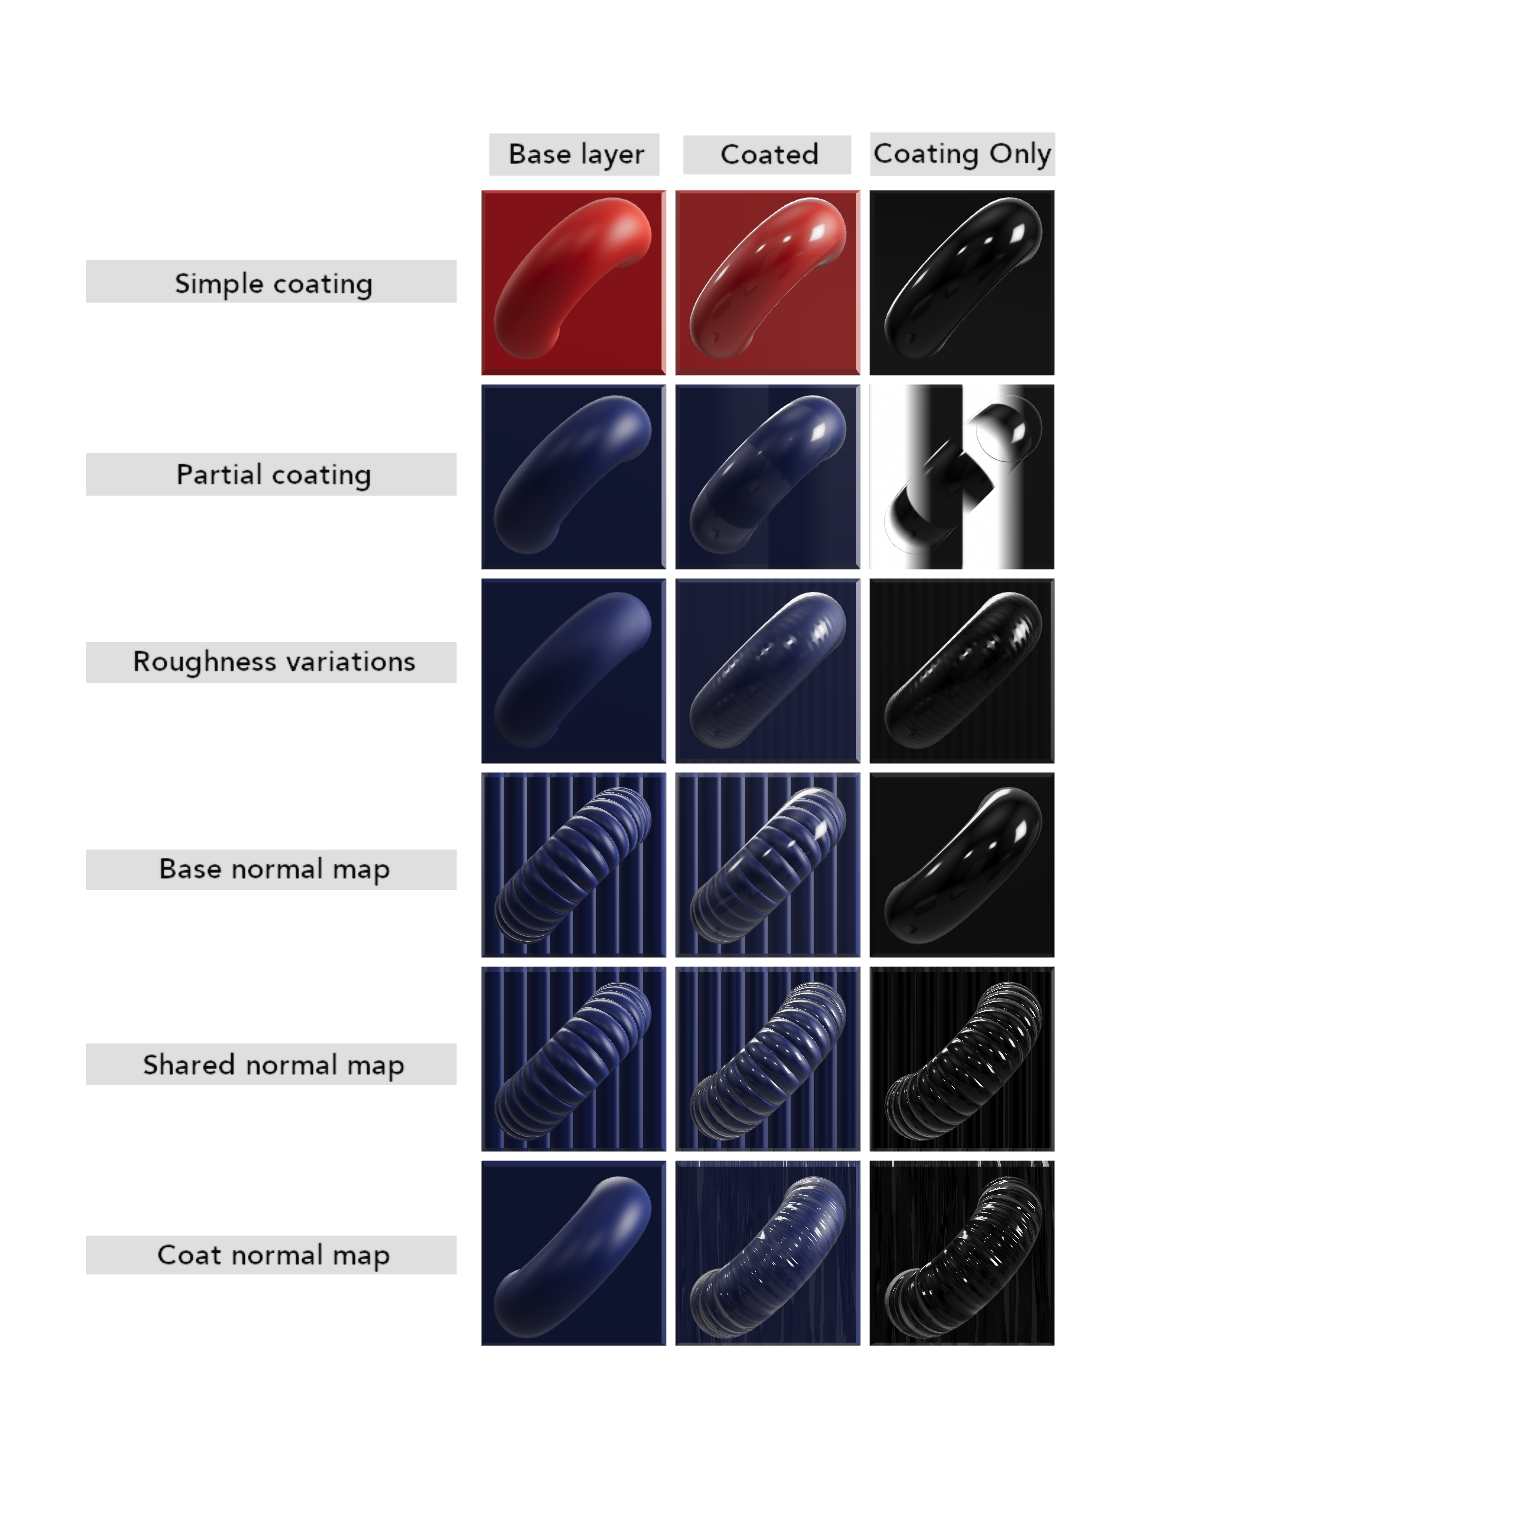 Base layer
Coated
Coating Only
Simple coating
Partial coating
Roughness variations
Base normal map
Shared normal map
Coat normal map